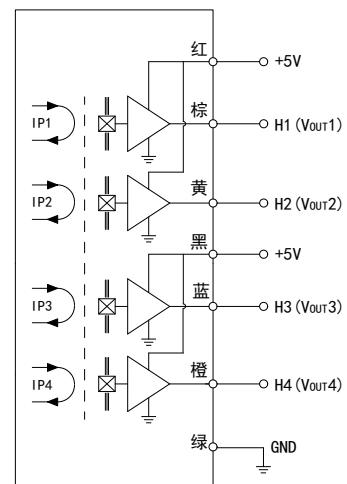 红 +5V
IP1 棕 H1(VOUT1)
IP2 黄 H2(VOUT2)
黑 +5V
IP3 蓝 H3(VOUT3)
IP4 橙 H4(VOUT4)
绿 GND